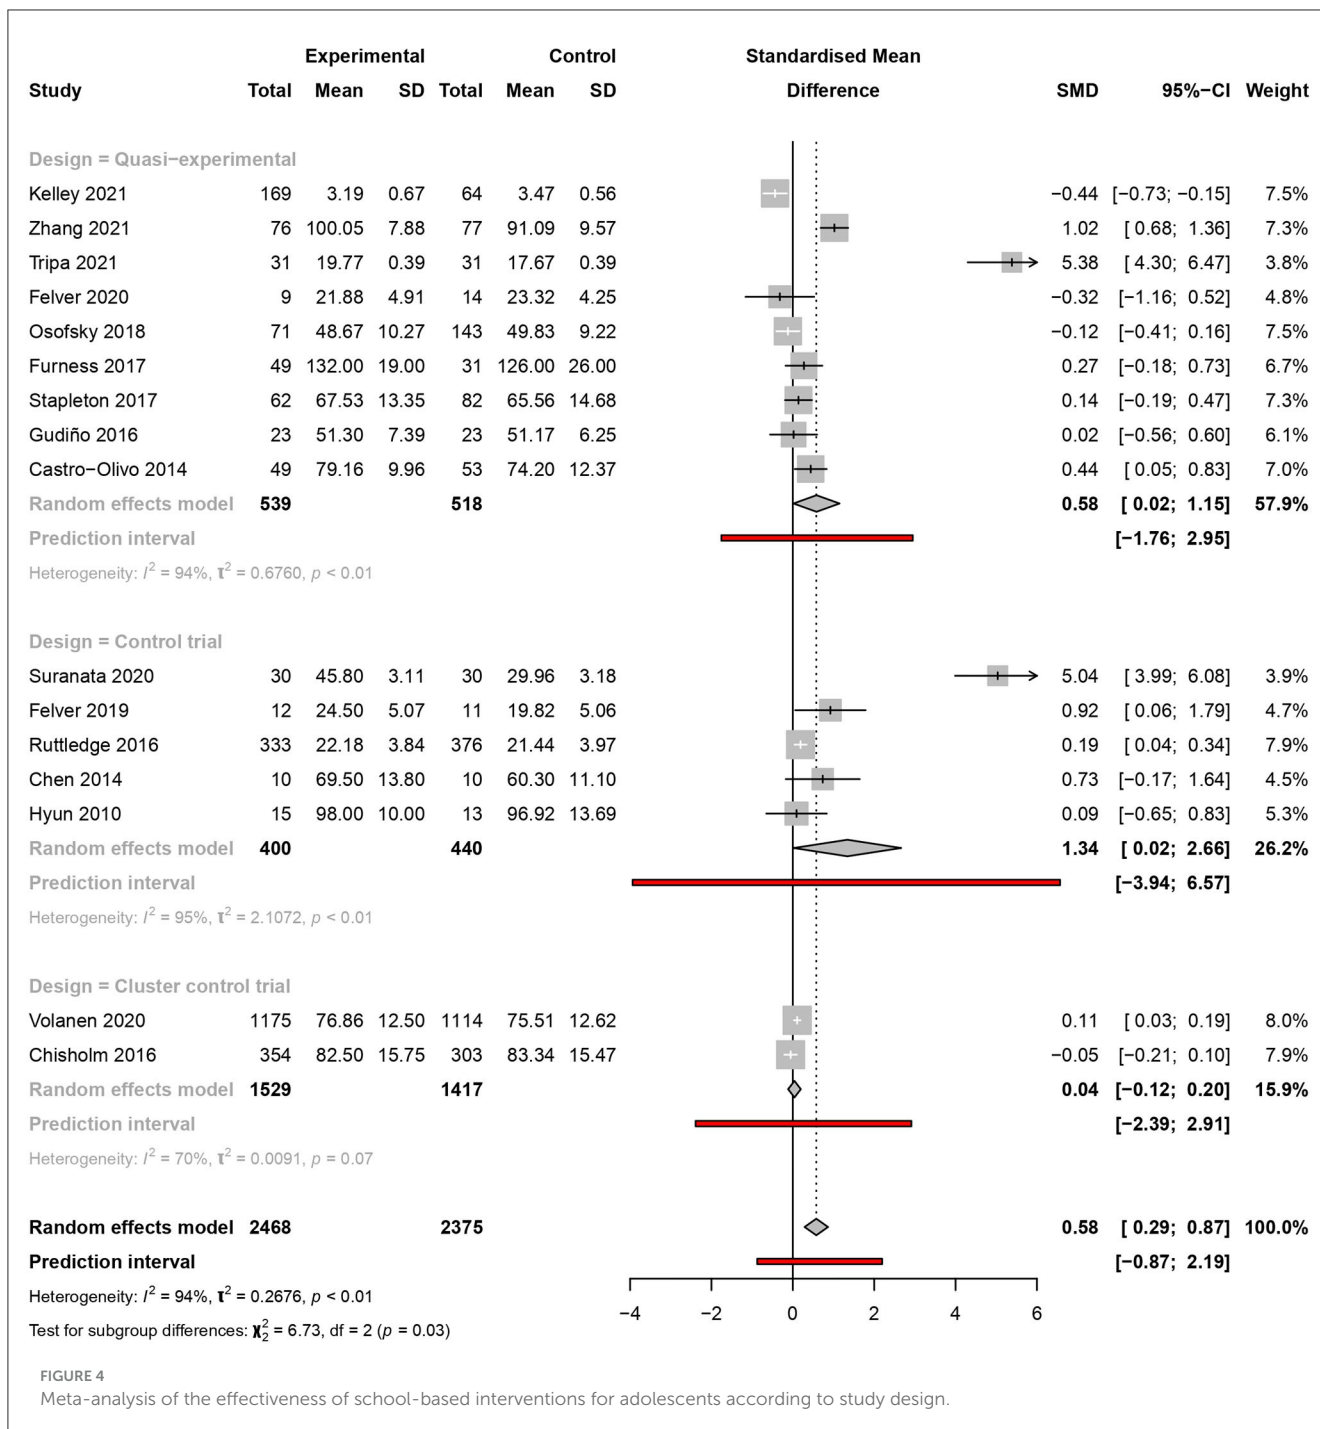 Experimental Control Standardised Mean
Study Total Mean SD Total Mean SD Difference SMD 95%−CI Weight
Design = Quasi−experimental
Kelley 2021 169 3.19 0.67 64 3.47 0.56 −0.44 [−0.73; −0.15] 7.5%
Zhang 2021 76 100.05 7.88 77 91.09 9.57 1.02 [ 0.68; 1.36] 7.3%
Tripa 2021 31 19.77 0.39 31 17.67 0.39 5.38 [ 4.30; 6.47] 3.8%
Felver 2020 9 21.88 4.91 14 23.32 4.25 −0.32 [−1.16; 0.52] 4.8%
Osofsky 2018 71 48.67 10.27 143 49.83 9.22 −0.12 [−0.41; 0.16] 7.5%
Furness 2017 49 132.00 19.00 31 126.00 26.00 0.27 [−0.18; 0.73] 6.7%
Stapleton 2017 62 67.53 13.35 82 65.56 14.68 0.14 [−0.19; 0.47] 7.3%
Gudiño 2016 23 51.30 7.39 23 51.17 6.25 0.02 [−0.56; 0.60] 6.1%
Castro−Olivo 2014 49 79.16 9.96 53 74.20 12.37 0.44 [ 0.05; 0.83] 7.0%
Random effects model 539 518 0.58 [ 0.02; 1.15] 57.9%
Prediction interval [−1.76; 2.95]
Heterogeneity: I² = 94%, τ² = 0.6760, p < 0.01
Design = Control trial
Suranata 2020 30 45.80 3.11 30 29.96 3.18 5.04 [ 3.99; 6.08] 3.9%
Felver 2019 12 24.50 5.07 11 19.82 5.06 0.92 [ 0.06; 1.79] 4.7%
Ruttledge 2016 333 22.18 3.84 376 21.44 3.97 0.19 [ 0.04; 0.34] 7.9%
Chen 2014 10 69.50 13.80 10 60.30 11.10 0.73 [−0.17; 1.64] 4.5%
Hyun 2010 15 98.00 10.00 13 96.92 13.69 0.09 [−0.65; 0.83] 5.3%
Random effects model 400 440 1.34 [ 0.02; 2.66] 26.2%
Prediction interval [−3.94; 6.57]
Heterogeneity: I² = 95%, τ² = 2.1072, p < 0.01
Design = Cluster control trial
Volanen 2020 1175 76.86 12.50 1114 75.51 12.62 0.11 [ 0.03; 0.19] 8.0%
Chisholm 2016 354 82.50 15.75 303 83.34 15.47 −0.05 [−0.21; 0.10] 7.9%
Random effects model 1529 1417 0.04 [−0.12; 0.20] 15.9%
Prediction interval [−2.39; 2.91]
Heterogeneity: I² = 70%, τ² = 0.0091, p = 0.07
Random effects model 2468 2375 0.58 [ 0.29; 0.87] 100.0%
Prediction interval [−0.87; 2.19]
Heterogeneity: I² = 94%, τ² = 0.2676, p < 0.01
−4 −2 0 2 4 6
Test for subgroup differences: χ²₂ = 6.73, df = 2 (p = 0.03)
FIGURE 4
Meta-analysis of the effectiveness of school-based interventions for adolescents according to study design.